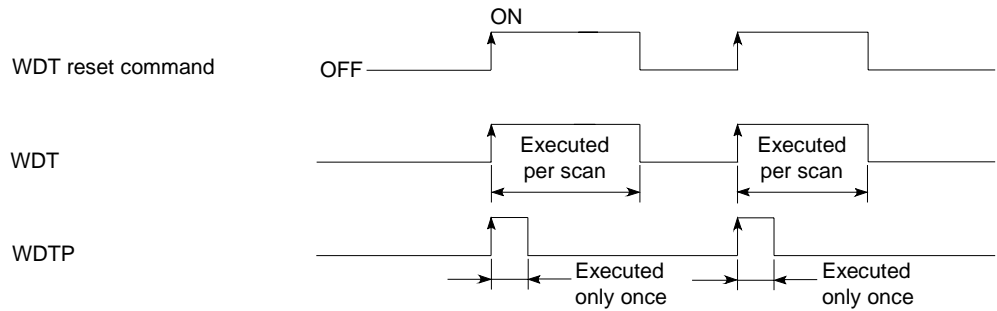 ON
WDT reset command
OFF
WDT
Executed
per scan
Executed
per scan
WDTP
Executed
only once
Executed
only once